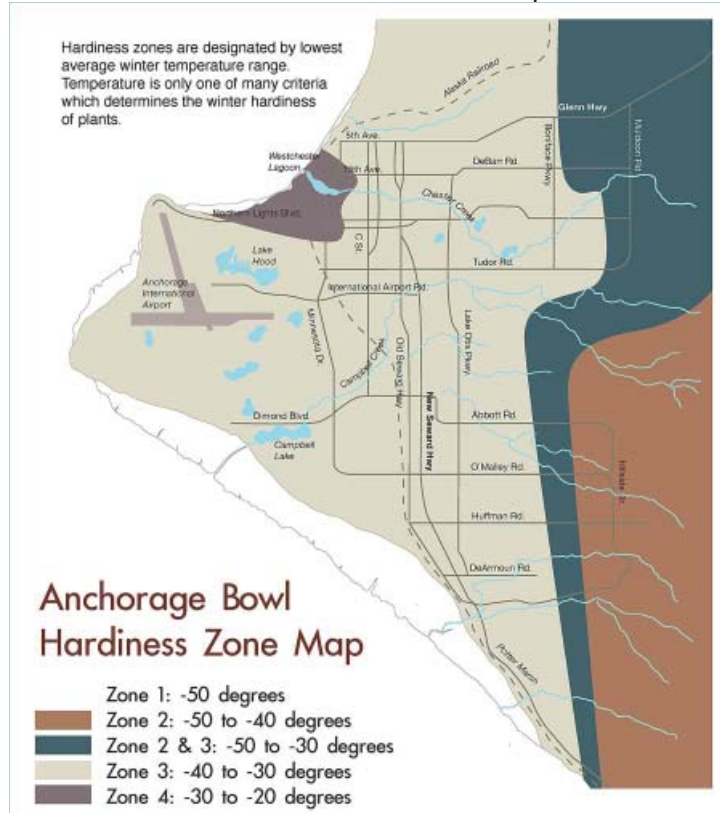 Hardiness zones are designated by lowest
average winter temperature range.
Temperature is only one of many criteria
which determines the winter hardiness
of plants.
Alaska Railroad
Glenn Hwy
5th Ave.
Boniface Pkwy
Muldoon Rd.
Westchester
Lagoon
15th Ave.
DeBarr Rd.
Chester Creek
Northern Lights Blvd.
C St.
Lake
Hood
Tudor Rd.
Anchorage
International
Airport
International Airport Rd.
Minnesota Dr.
Campbell Creek
Old Seward Hwy
Lake Otis Pkwy
New Seward Hwy
Dimond Blvd.
Abbott Rd.
Campbell
Lake
O'Malley Rd.
Hillside Dr.
Huffman Rd.
DeArmoun Rd.
Potter Marsh
Anchorage Bowl
Hardiness Zone Map
Zone 1: -50 degrees
Zone 2: -50 to -40 degrees
Zone 2 & 3: -50 to -30 degrees
Zone 3: -40 to -30 degrees
Zone 4: -30 to -20 degrees